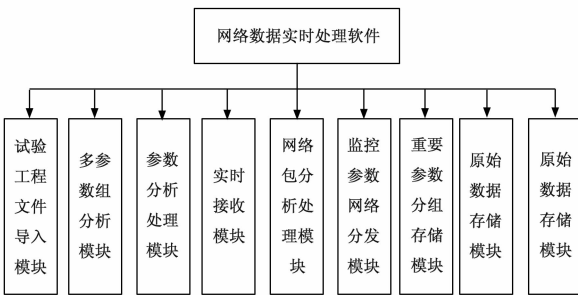 网络数据实时处理软件
试验
工程
文件
导入
模块
多参
数组
分析
模块
参数
分析
处理
模块
实时
接收
模块
网络
包分
析处
理模
块
监控
参数
网络
分发
模块
重要
参数
分组
存储
模块
原始
数据
存储
模块
原始
数据
存储
模块